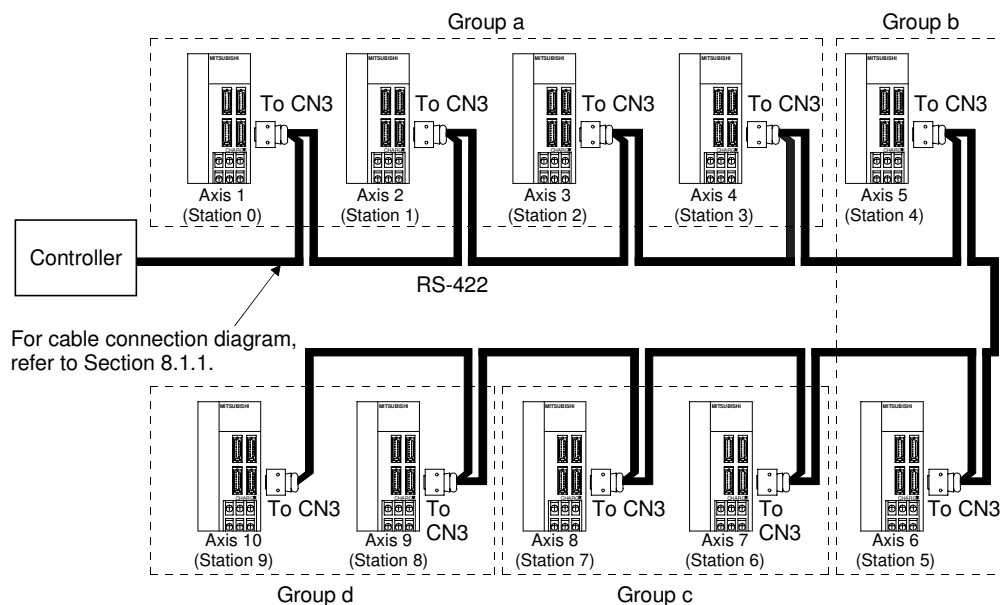 Group a
Group b
MITSUBISHI
MITSUBISHI
MITSUBISHI
MITSUBISHI
MITSUBISHI
To CN3
To CN3
To CN3
To CN3
To CN3
Axis 1
(Station 0)
Axis 2
(Station 1)
Axis 3
(Station 2)
Axis 4
(Station 3)
Axis 5
(Station 4)
Controller
RS-422
For cable connection diagram,
refer to Section 8.1.1.
MITSUBISHI
MITSUBISHI
MITSUBISHI
MITSUBISHI
MITSUBISHI
To CN3
To
CN3
To CN3
To
CN3
To CN3
Axis 10
(Station 9)
Axis 9
(Station 8)
Axis 8
(Station 7)
Axis 7
(Station 6)
Axis 6
(Station 5)
Group d
Group c